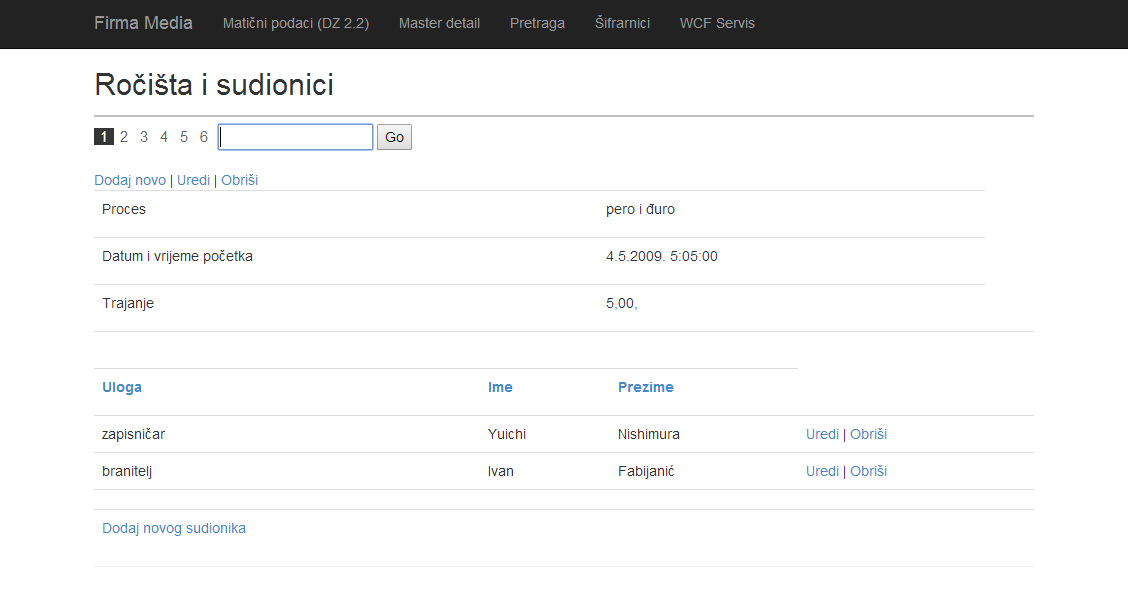 Firma Media Matični podaci (DZ 2.2) Master detail Pretraga Šifrarnici WCF Servis
Ročišta i sudionici
1 2 3 4 5 6 Go
Dodaj novo | Uredi | Obriši
Proces pero i đuro
Datum i vrijeme početka 4.5.2009. 5:05:00
Trajanje 5,00,
Uloga Ime Prezime
zapisničar Yuichi Nishimura Uredi | Obriši
branitelj Ivan Fabijanić Uredi | Obriši
Dodaj novog sudionika